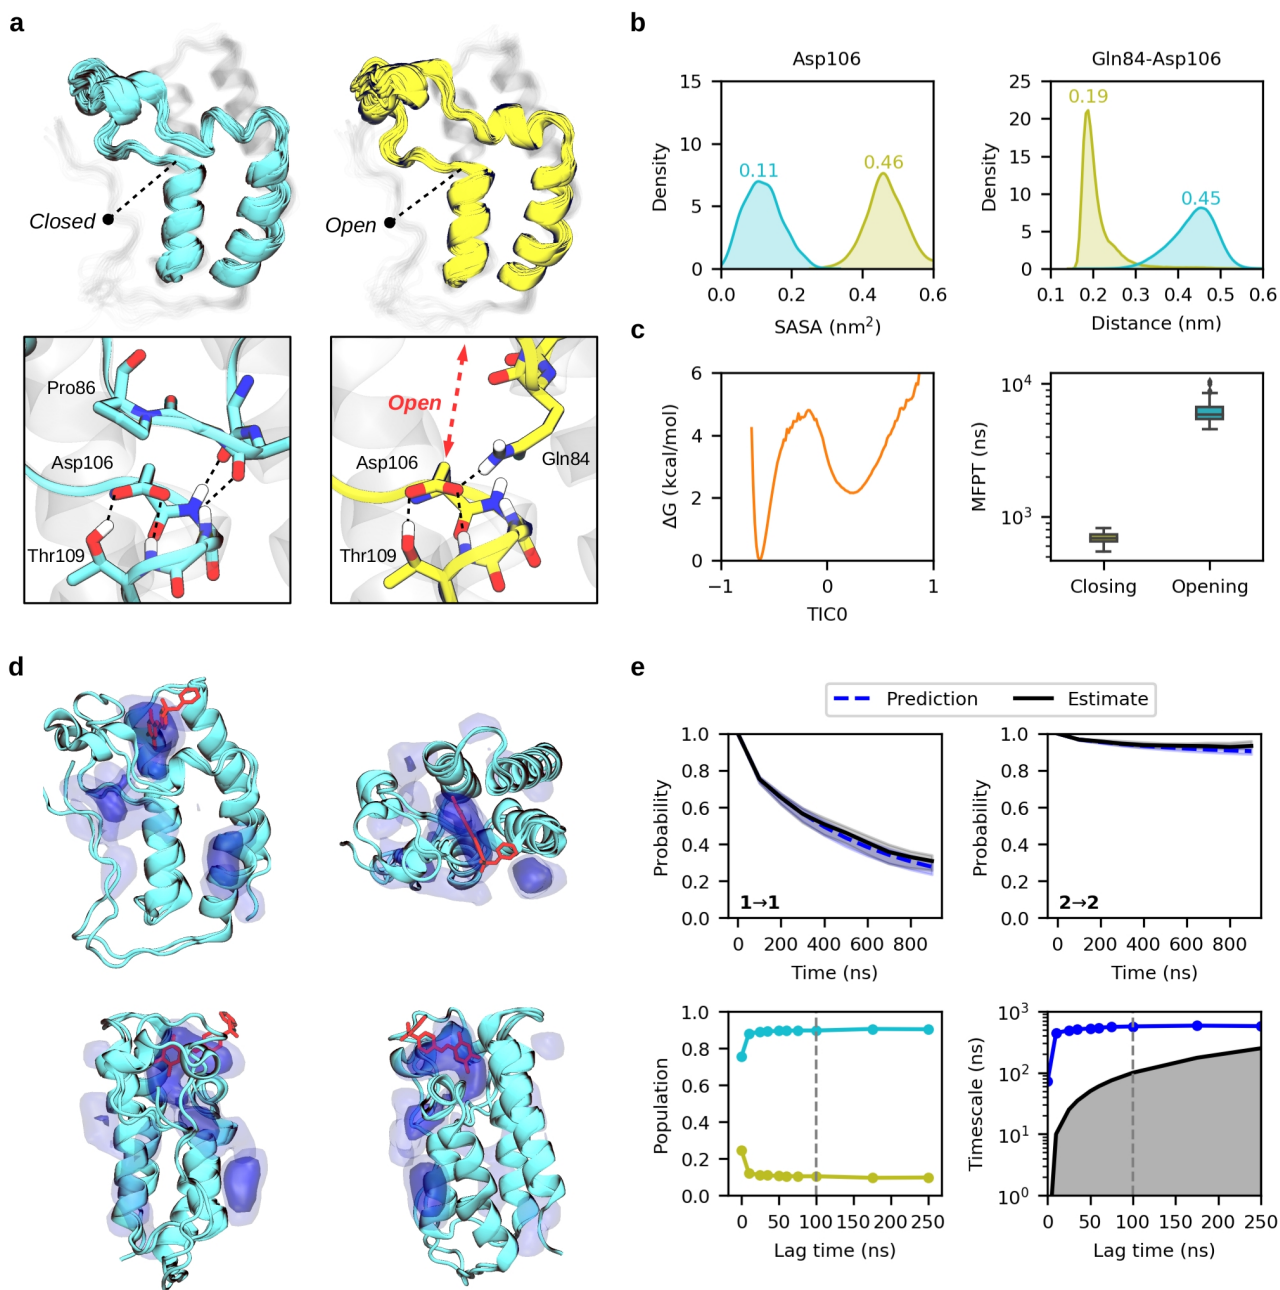 a
Closed
Open
Pro86
Asp106
Thr109
Open
Asp106
Gln84
Thr109
b
Asp106
Density
15
10
5
0
0.11
0.46
0.0
0.2
0.4
0.6
SASA (nm²)
Gln84-Asp106
Density
25
20
15
10
5
0
0.19
0.45
0.1
0.2
0.3
0.4
0.5
0.6
Distance (nm)
c
ΔG (kcal/mol)
6
4
2
0
−1
0
1
TIC0
MFPT (ns)
10⁴
10³
Closing
Opening
d
e
Prediction
Estimate
Probability
1.0
0.8
0.6
0.4
0.2
0.0
1→1
0
200
400
600
800
Time (ns)
Probability
1.0
0.8
0.6
0.4
0.2
0.0
2→2
0
200
400
600
800
Time (ns)
Population
1.0
0.8
0.6
0.4
0.2
0.0
0
50
100
150
200
250
Lag time (ns)
Timescale (ns)
10³
10²
10¹
10⁰
0
50
100
150
200
250
Lag time (ns)